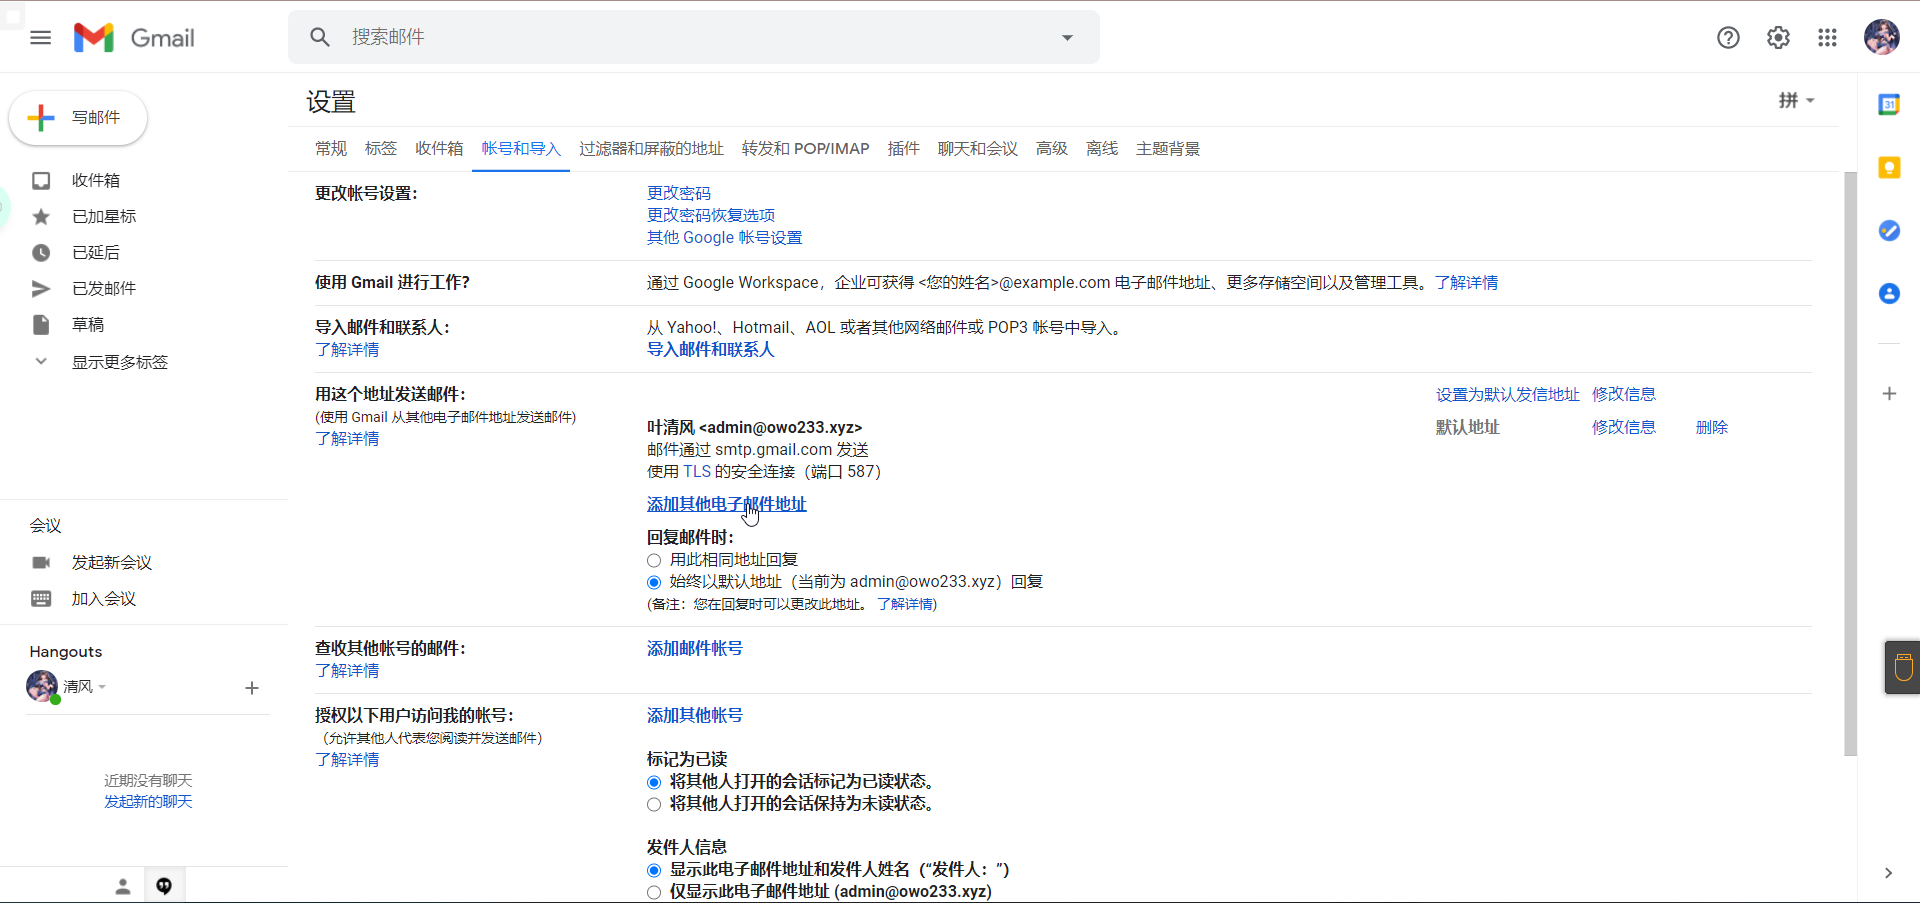 Gmail
搜索邮件
写邮件
收件箱
已加星标
已延后
已发邮件
草稿
显示更多标签
会议
发起新会议
加入会议
Hangouts
清风
近期没有聊天
发起新的聊天
设置
拼
常规 标签 收件箱 帐号和导入 过滤器和屏蔽的地址 转发和 POP/IMAP 插件 聊天和会议 高级 离线 主题背景
更改帐号设置：
更改密码
更改密码恢复选项
其他 Google 帐号设置
使用 Gmail 进行工作？
通过 Google Workspace，企业可获得 <您的姓名>@example.com 电子邮件地址、更多存储空间以及管理工具。了解详情
导入邮件和联系人：
了解详情
从 Yahoo!、Hotmail、AOL 或者其他网络邮件或 POP3 帐号中导入。
导入邮件和联系人
用这个地址发送邮件：
(使用 Gmail 从其他电子邮件地址发送邮件)
了解详情
设置为默认发信地址 修改信息
叶清风 <admin@owo233.xyz>
邮件通过 smtp.gmail.com 发送
使用 TLS 的安全连接（端口 587）
默认地址 修改信息 删除
添加其他电子邮件地址
回复邮件时：
用此相同地址回复
始终以默认地址（当前为 admin@owo233.xyz）回复
(备注：您在回复时可以更改此地址。 了解详情)
查收其他帐号的邮件：
了解详情
添加邮件帐号
授权以下用户访问我的帐号：
（允许其他人代表您阅读并发送邮件）
了解详情
添加其他帐号
标记为已读
将其他人打开的会话标记为已读状态。
将其他人打开的会话保持为未读状态。
发件人信息
显示此电子邮件地址和发件人姓名（“发件人：”）
仅显示此电子邮件地址 (admin@owo233.xyz)
31